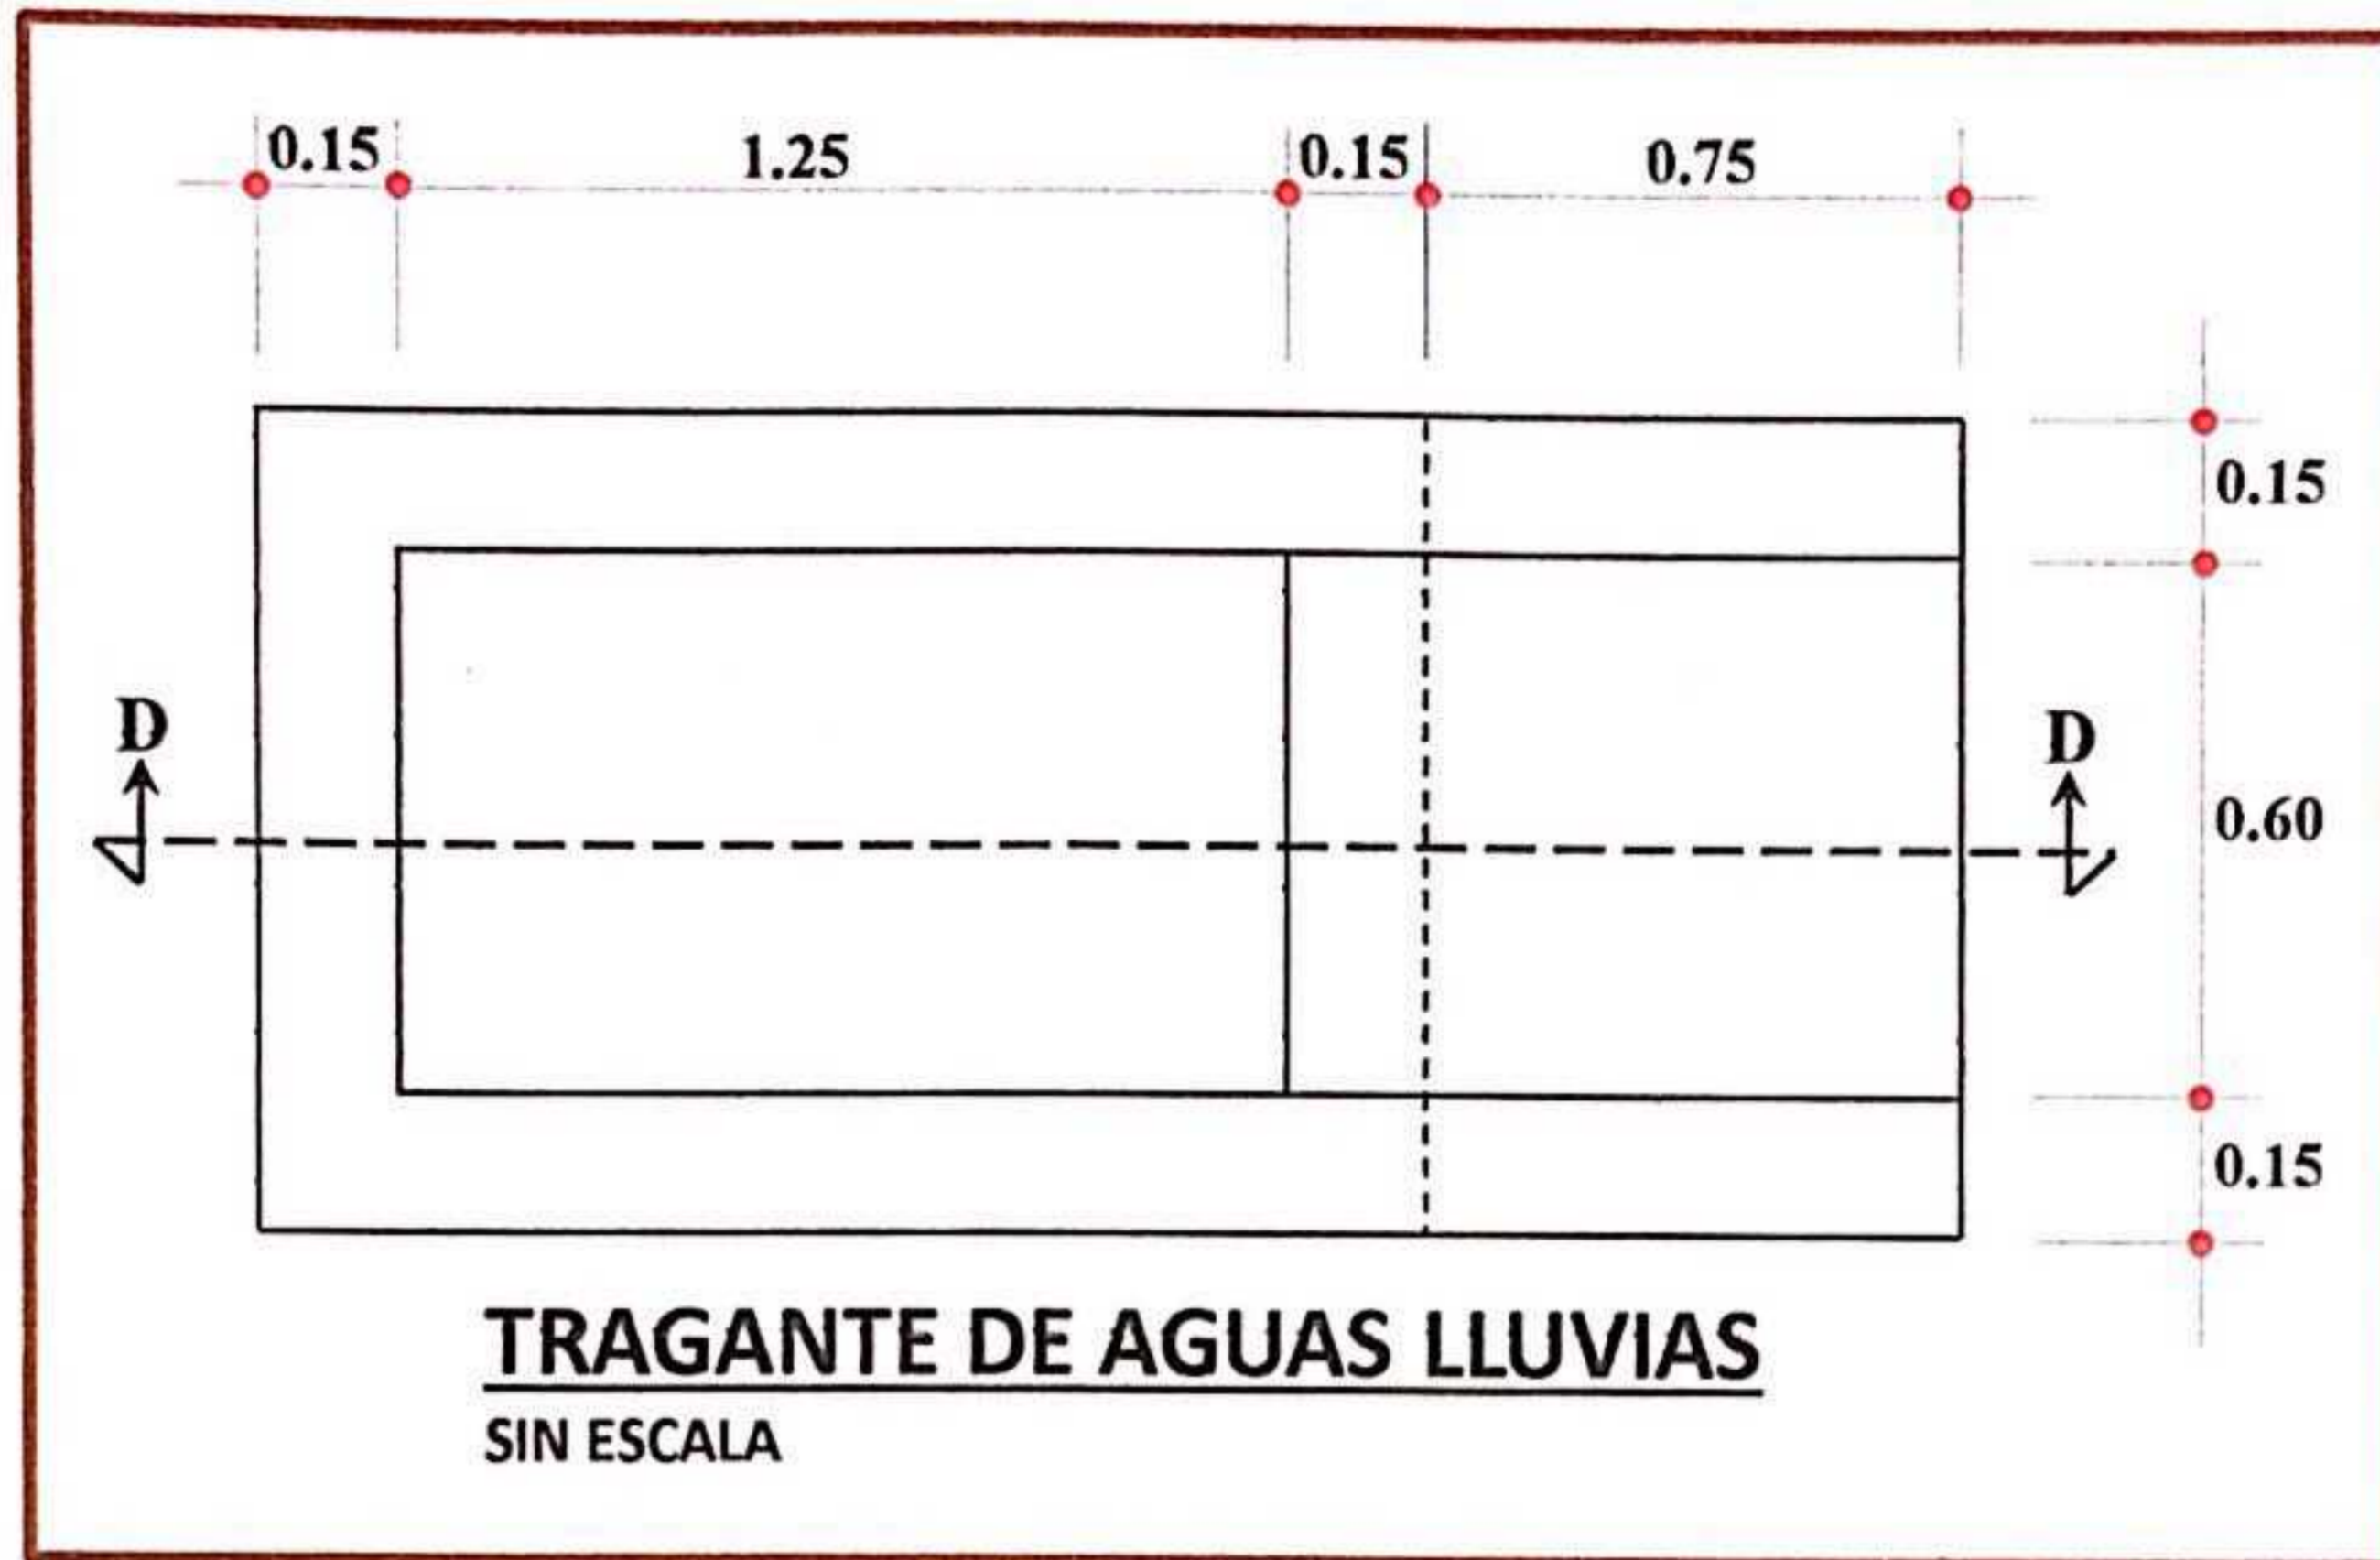 0.15 1.25 0.15 0.75
0.15
D D
0.60
0.15
TRAGANTE DE AGUAS LLUVIAS
SIN ESCALA